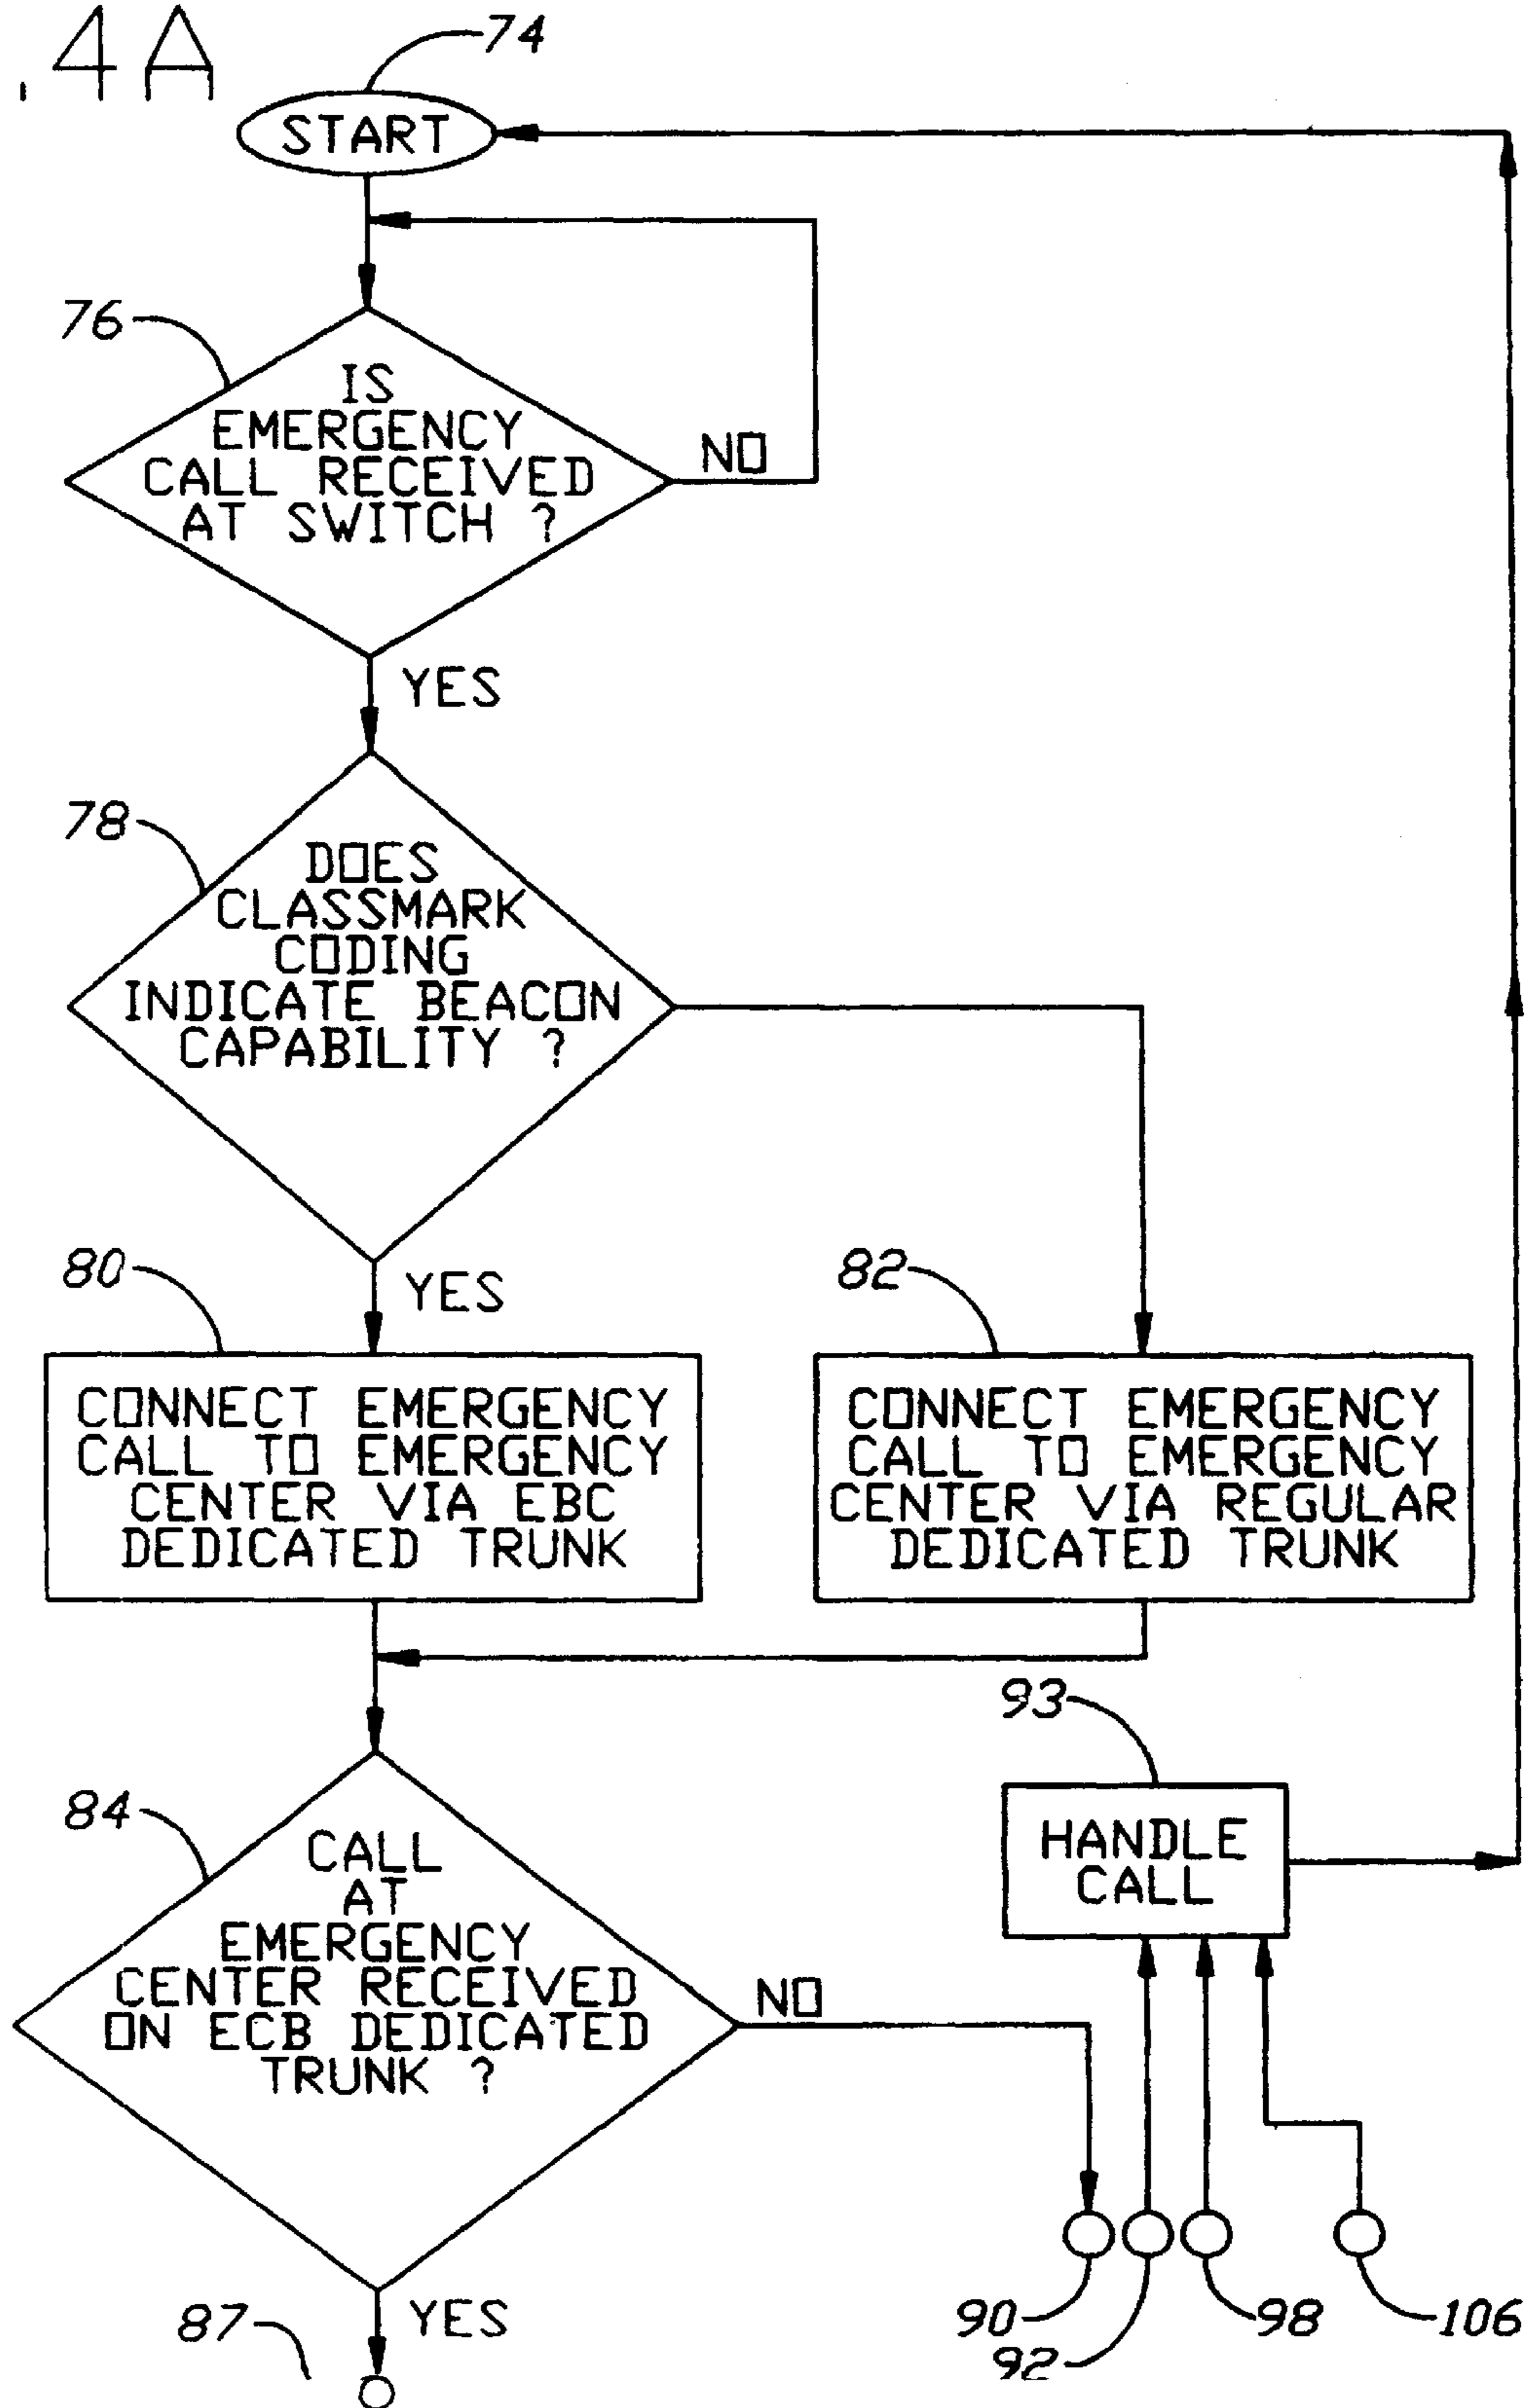 .4A
74
START
76
IS
EMERGENCY
CALL RECEIVED
AT SWITCH ?
NO
YES
78
DOES
CLASSMARK
CODING
INDICATE BEACON
CAPABILITY ?
YES
80
CONNECT EMERGENCY
CALL TO EMERGENCY
CENTER VIA EBC
DEDICATED TRUNK
82
CONNECT EMERGENCY
CALL TO EMERGENCY
CENTER VIA REGULAR
DEDICATED TRUNK
84
CALL
AT
EMERGENCY
CENTER RECEIVED
ON ECB DEDICATED
TRUNK ?
NO
YES
93
HANDLE
CALL
87
90
92
98
106